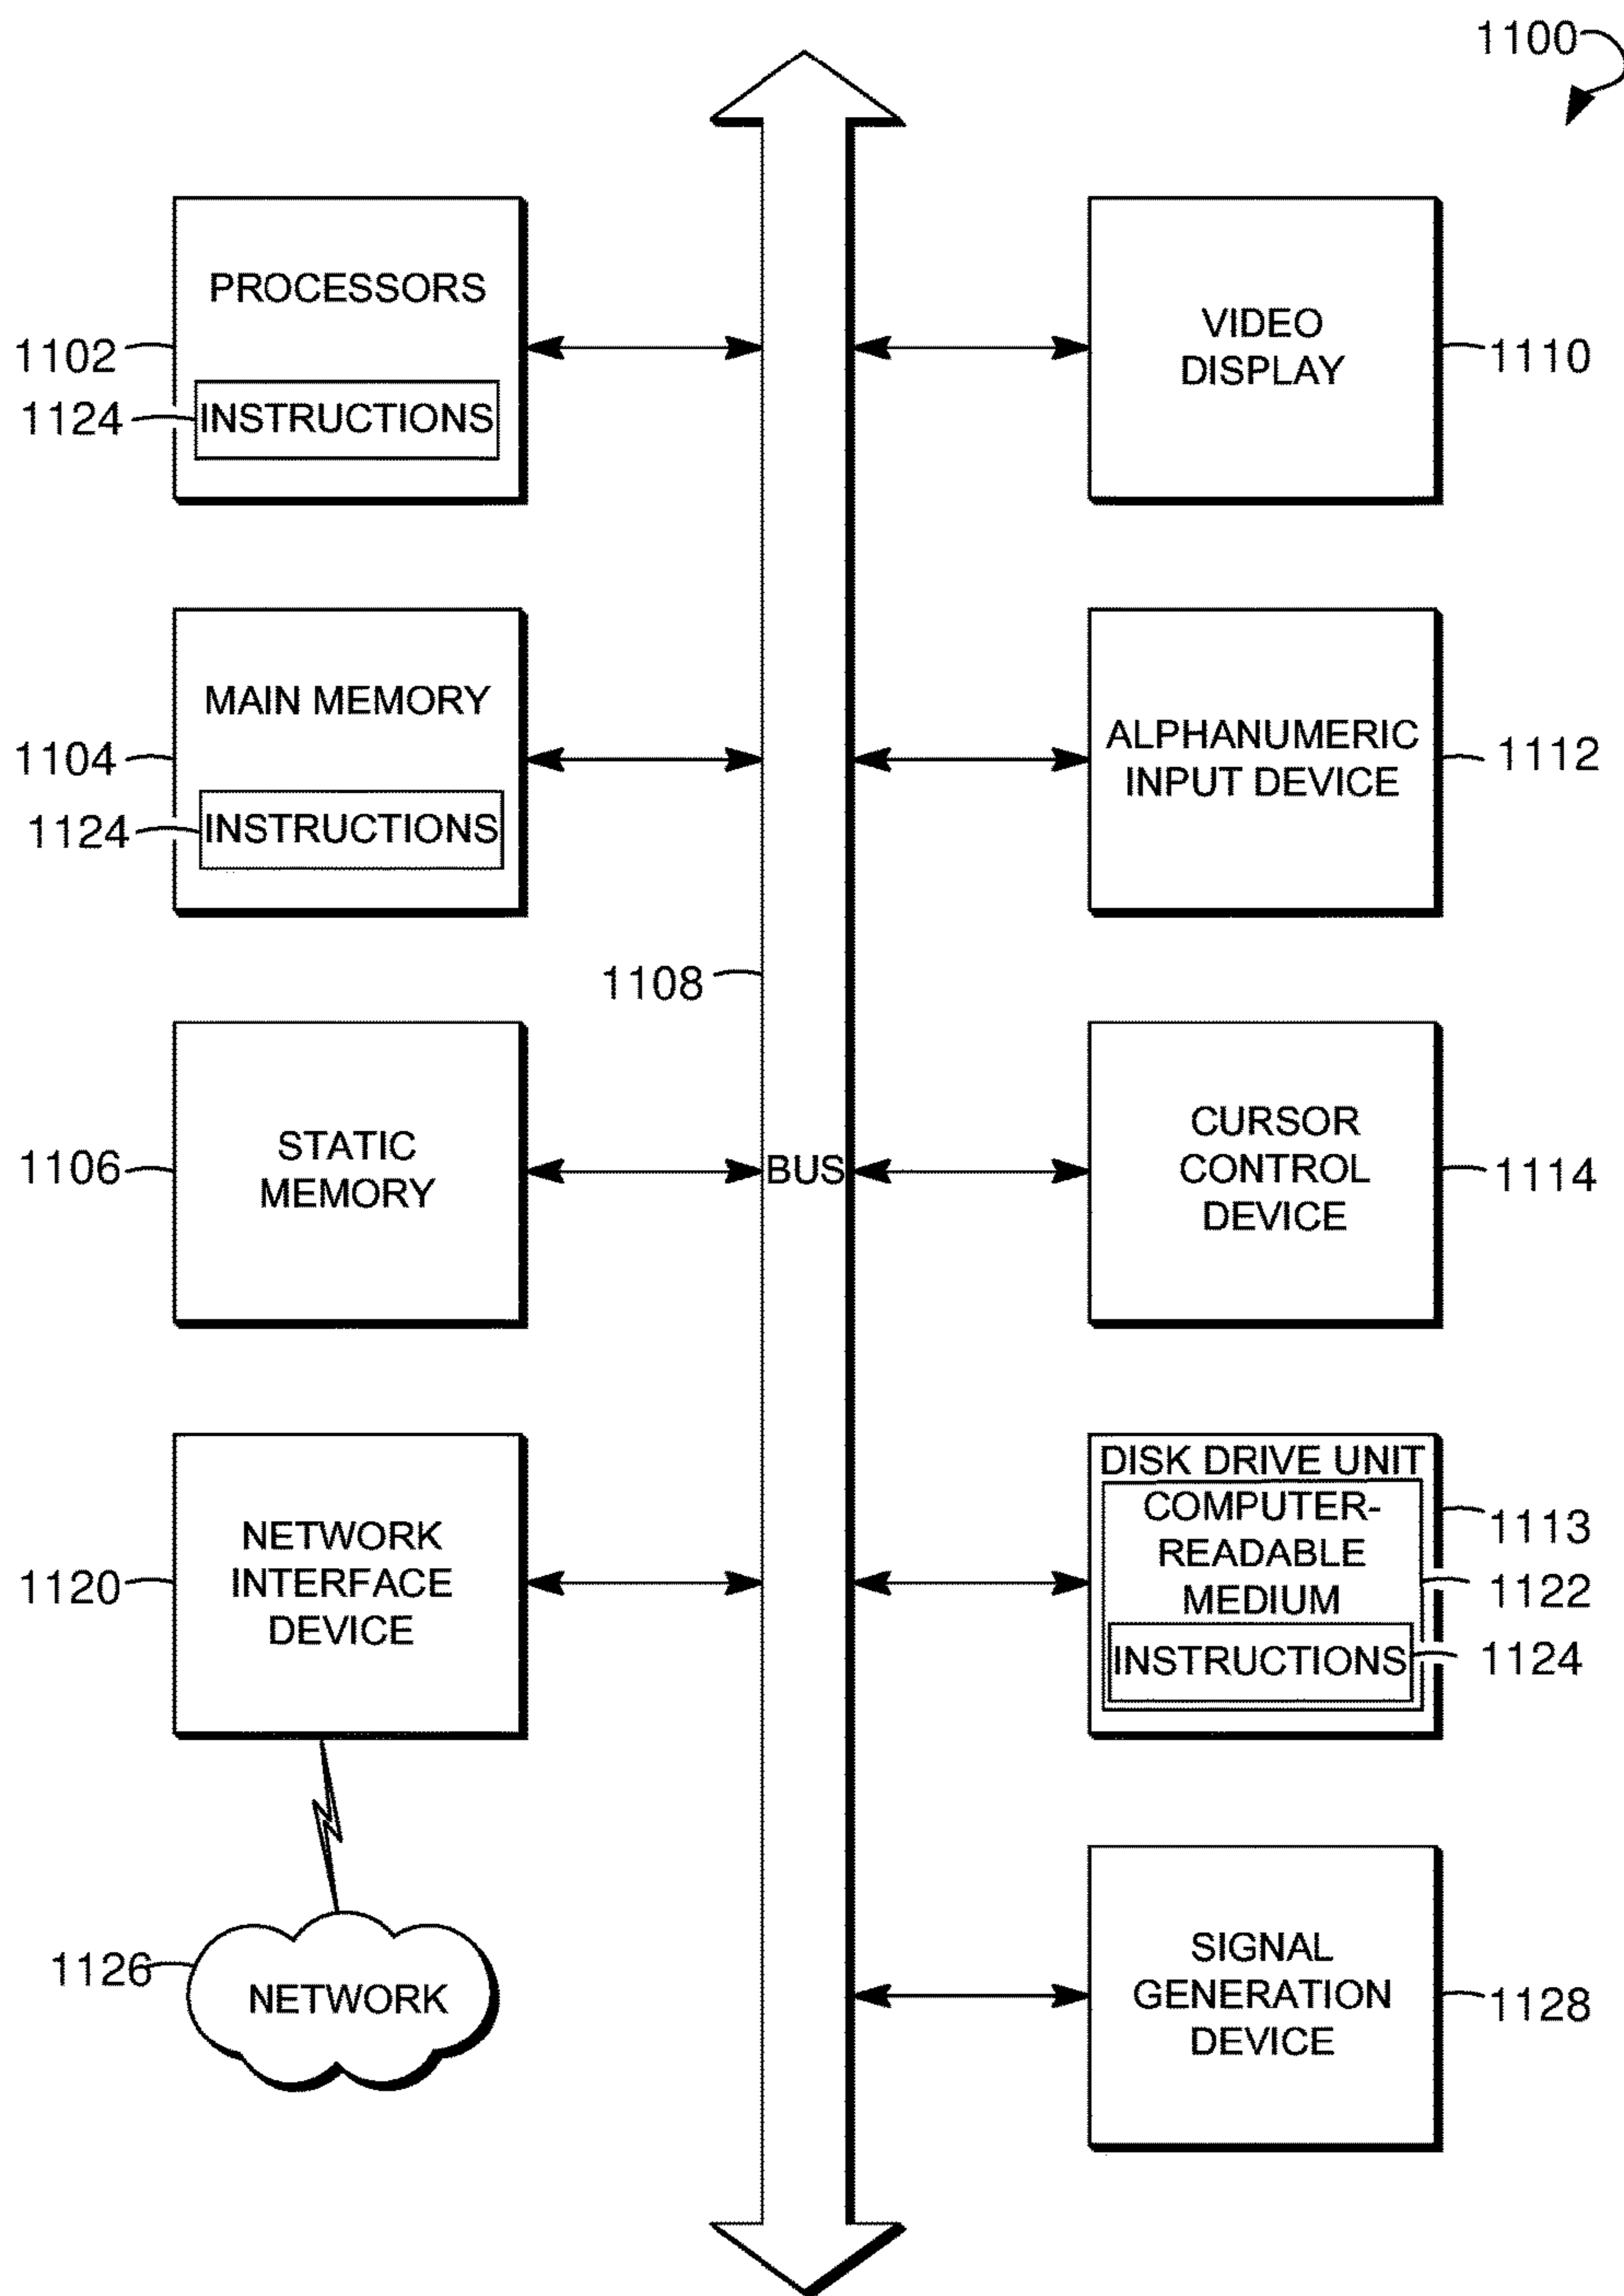 1100
PROCESSORS
1102
1124
INSTRUCTIONS
VIDEO
DISPLAY
1110
MAIN MEMORY
1104
1124
INSTRUCTIONS
ALPHANUMERIC
INPUT DEVICE
1112
1108
STATIC
MEMORY
1106
BUS
CURSOR
CONTROL
DEVICE
1114
NETWORK
INTERFACE
DEVICE
1120
DISK DRIVE UNIT
COMPUTER-
READABLE
MEDIUM
INSTRUCTIONS
1113
1122
1124
1126
NETWORK
SIGNAL
GENERATION
DEVICE
1128